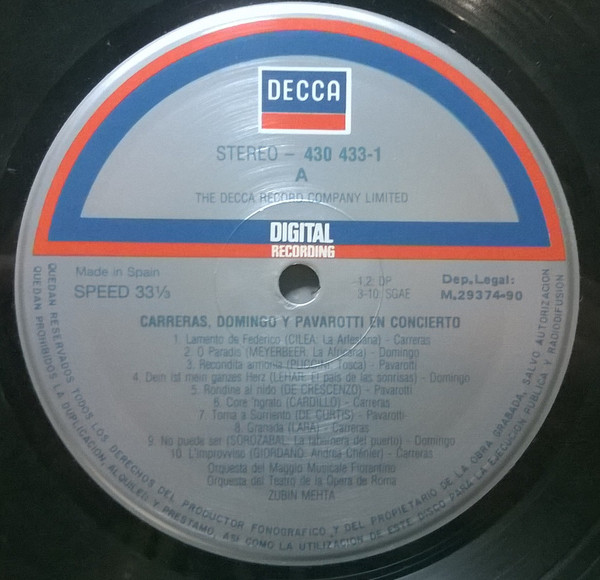 DECCA
STEREO - 430 433-1
A
THE DECCA RECORD COMPANY LIMITED
DIGITAL
RECORDING
Made in Spain
SPEED 33⅓
1,2: DP
3-10: SGAE
Dep. Legal:
M.29374-90
CARRERAS, DOMINGO Y PAVAROTTI EN CONCIERTO
1. Lamento de Federico (CILEA: La Arlesiana) - Carreras
2. O Paradis (MEYERBEER: La Africana) - Domingo
3. Recondita armonia (PUCCINI: Tosca) - Pavarotti
4. Dein ist mein ganzes Herz (LEHAR: El pais de las sonrisas) - Domingo
5. Rondine al nido (DE CRESCENZO) - Pavarotti
6. Core 'ngrato (CARDILLO) - Carreras
7. Torna a Surriento (DE CURTIS) - Pavarotti
8. Granada (LARA) - Carreras
9. No puede ser (SOROZABAL: La tabernera del puerto) - Domingo
10. L'improvviso (GIORDANO: Andrea Chénier) - Carreras
Orquesta del Maggio Musicale Fiorentino
Orquesta del Teatro de la Opera de Roma
ZUBIN MEHTA
QUEDAN RESERVADOS TODOS LOS DERECHOS DEL PRODUCTOR FONOGRAFICO Y DEL PROPIETARIO DE LA OBRA GRABADA. SALVO AUTORIZACION
QUEDAN PROHIBIDOS LA DUPLICACION, ALQUILER Y PRESTAMO, ASI COMO LA UTILIZACION DE ESTE DISCO PARA LA EJECUCION PUBLICA Y RADIODIFUSION